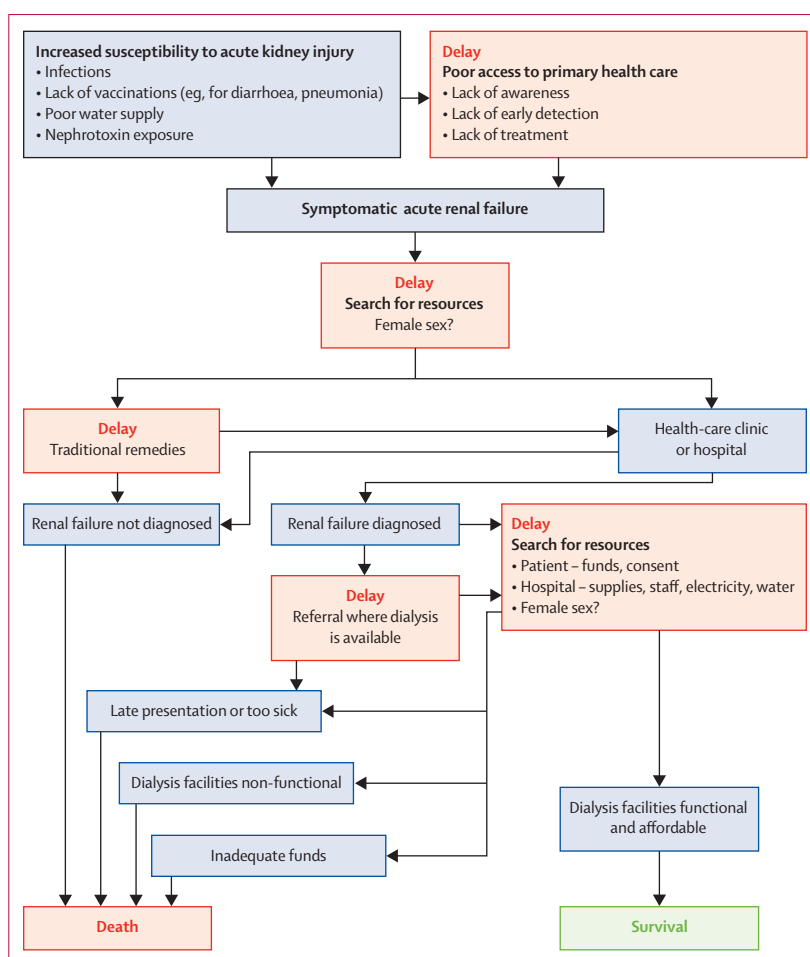 Increased susceptibility to acute kidney injury
• Infections
• Lack of vaccinations (eg, for diarrhoea, pneumonia)
• Poor water supply
• Nephrotoxin exposure
Delay
Poor access to primary health care
• Lack of awareness
• Lack of early detection
• Lack of treatment
Symptomatic acute renal failure
Delay
Search for resources
Female sex?
Delay
Traditional remedies
Health-care clinic
or hospital
Renal failure not diagnosed
Renal failure diagnosed
Delay
Search for resources
• Patient – funds, consent
• Hospital – supplies, staff, electricity, water
• Female sex?
Delay
Referral where dialysis
is available
Late presentation or too sick
Dialysis facilities non-functional
Dialysis facilities functional
and affordable
Inadequate funds
Death
Survival